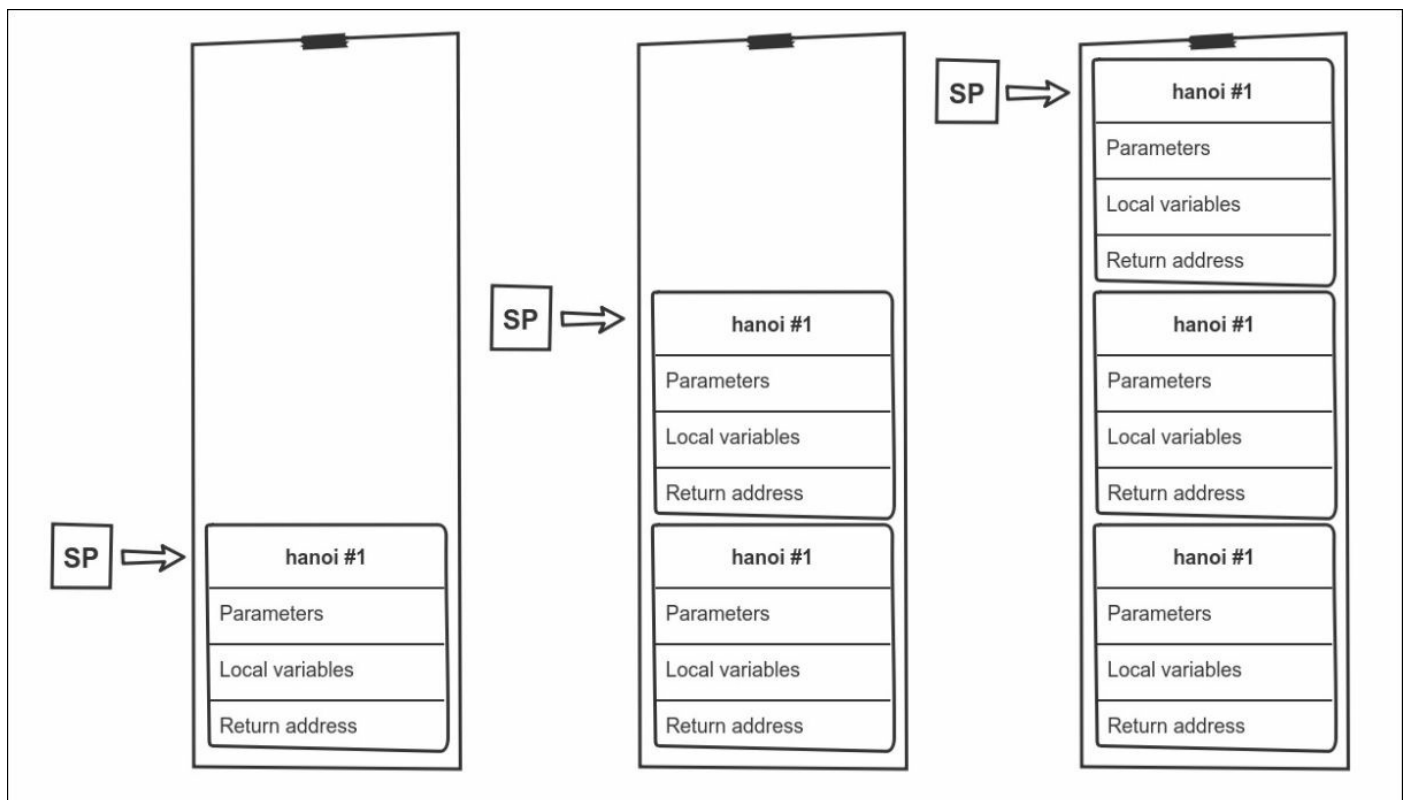 SP
hanoi #1
Parameters
Local variables
Return address
SP
hanoi #1
Parameters
Local variables
Return address
hanoi #1
Parameters
Local variables
Return address
SP
hanoi #1
Parameters
Local variables
Return address
hanoi #1
Parameters
Local variables
Return address
hanoi #1
Parameters
Local variables
Return address